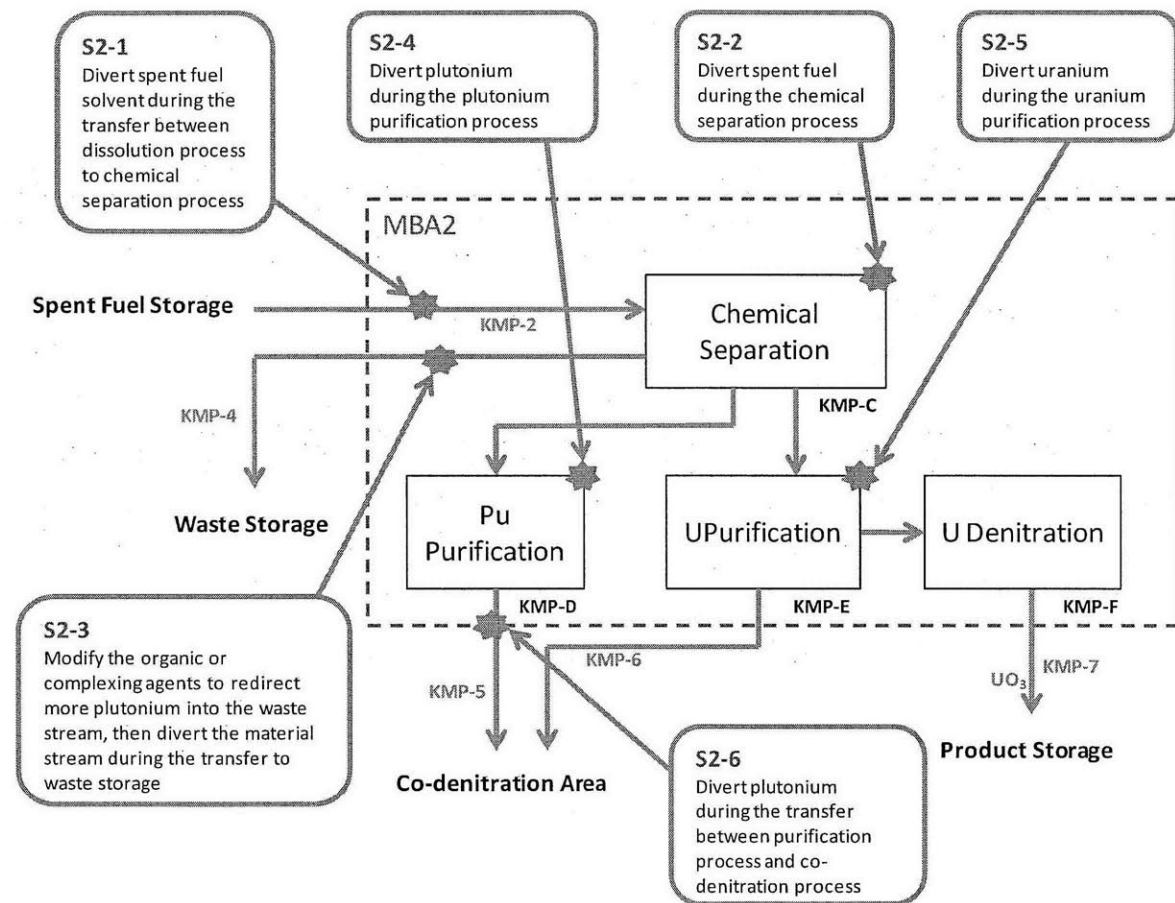 S2-1
Divert spent fuel
solvent during the
transfer between
dissolution process
to chemical
separation process
S2-4
Divert plutonium
during the plutonium
purification process
S2-2
Divert spent fuel
during the chemical
separation process
S2-5
Divert uranium
during the uranium
purification process
MBA2
Spent Fuel Storage
KMP-2
Chemical
Separation
KMP-4
KMP-C
Waste Storage
Pu
Purification
UPurification
U Denitration
KMP-D
KMP-E
KMP-F
S2-3
Modify the organic or
complexing agents to redirect
more plutonium into the waste
stream, then divert the material
stream during the transfer to
waste storage
KMP-5
KMP-6
UO₃
KMP-7
Co-denitration Area
Product Storage
S2-6
Divert plutonium
during the transfer
between purification
process and co-
denitration process